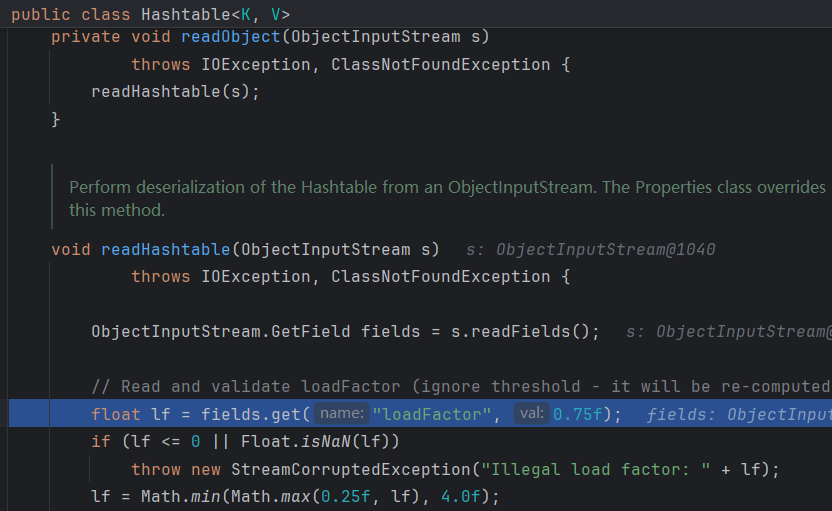 public class Hashtable<K, V>
private void readObject(ObjectInputStream s)
throws IOException, ClassNotFoundException {
readHashtable(s);
}
Perform deserialization of the Hashtable from an ObjectInputStream. The Properties class overrides
this method.
void readHashtable(ObjectInputStream s) s: ObjectInputStream@1040
throws IOException, ClassNotFoundException {
ObjectInputStream.GetField fields = s.readFields(); s: ObjectInputStream@
// Read and validate loadFactor (ignore threshold - it will be re-computed
float lf = fields.get( name: "loadFactor", val: 0.75f); fields: ObjectInput
if (lf <= 0 || Float.isNaN(lf))
throw new StreamCorruptedException("Illegal load factor: " + lf);
lf = Math.min(Math.max(0.25f, lf), 4.0f);